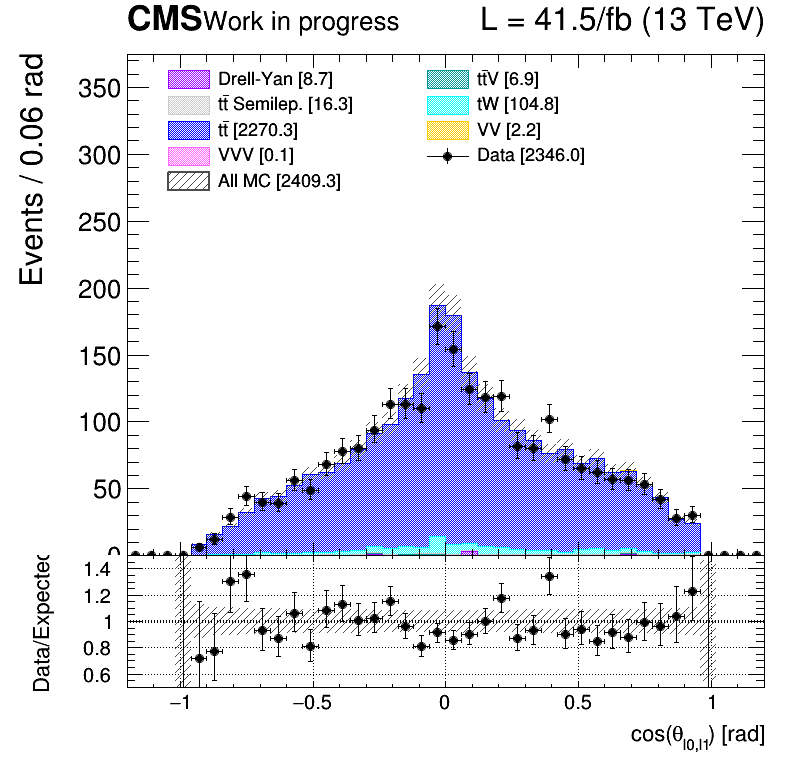 CMS Work in progress L = 41.5/fb (13 TeV)
Events / 0.06 rad
350
300
250
200
150
100
50
0
Drell-Yan [8.7]
tt̄ Semilep. [16.3]
tt̄ [2270.3]
VVV [0.1]
All MC [2409.3]
tt̄V [6.9]
tW [104.8]
VV [2.2]
Data [2346.0]
Data/Expected
1.4
1.2
1
0.8
0.6
−1 −0.5 0 0.5 1
cos(θl0,l1) [rad]